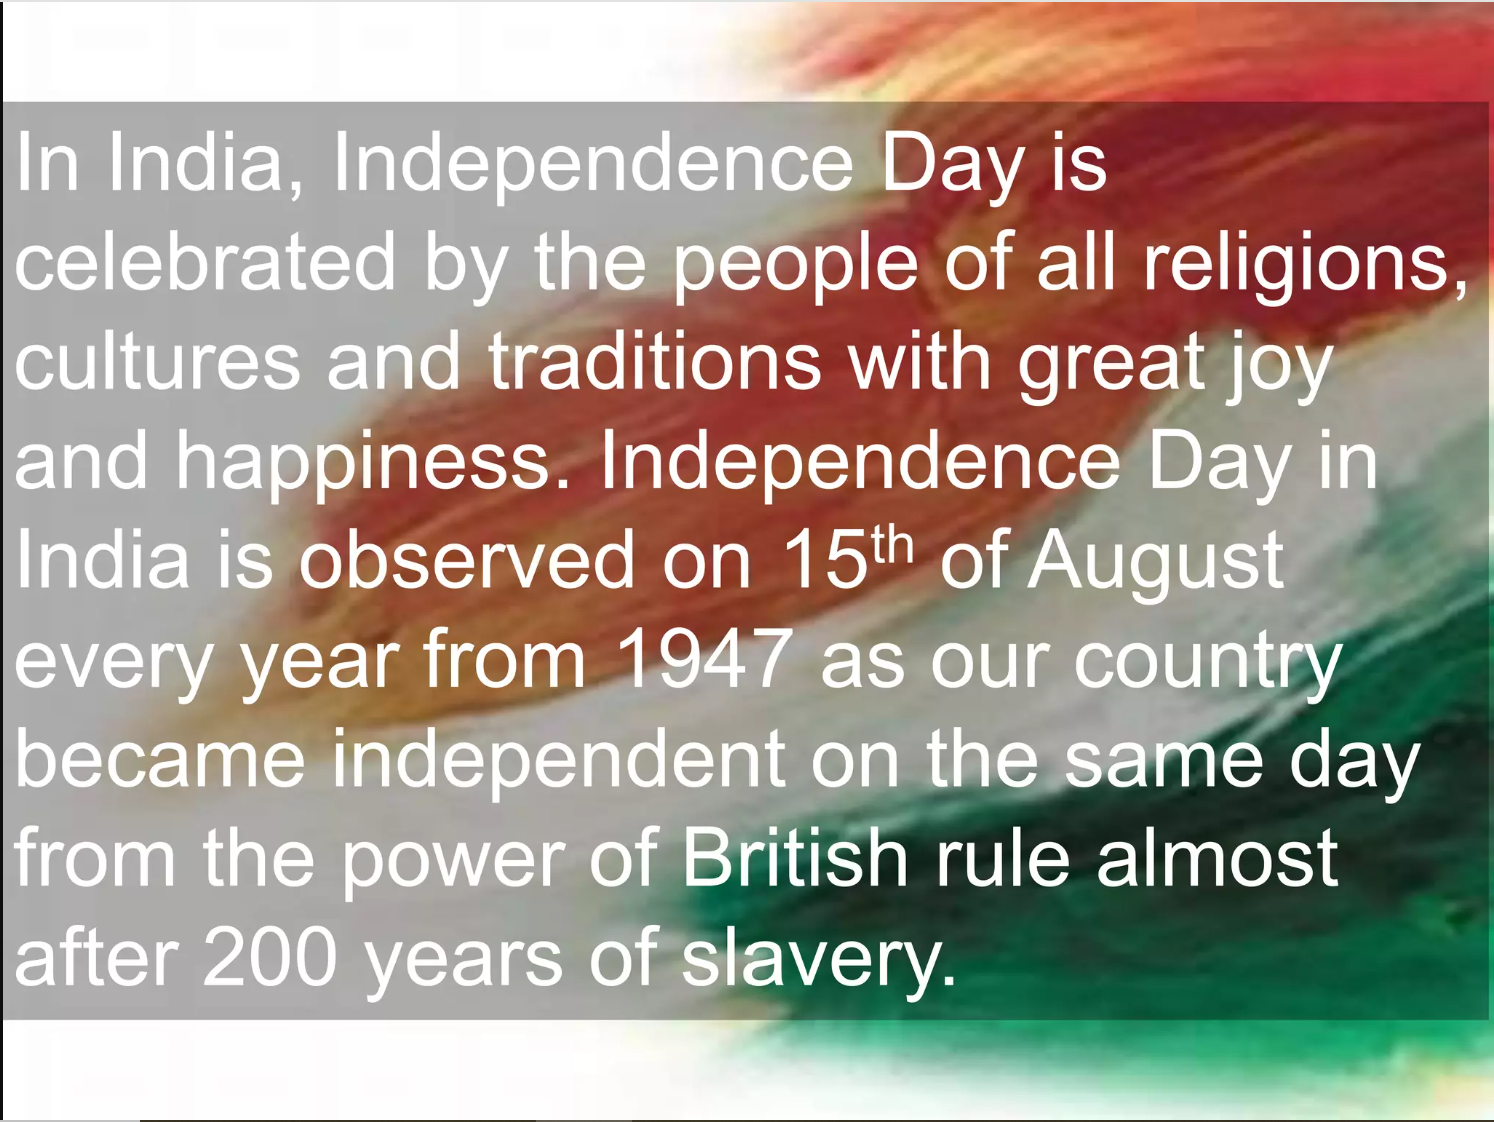 In India, Independence Day is
celebrated by the people of all religions,
cultures and traditions with great joy
and happiness. Independence Day in
India is observed on 15th of August
every year from 1947 as our country
became independent on the same day
from the power of British rule almost
after 200 years of slavery.